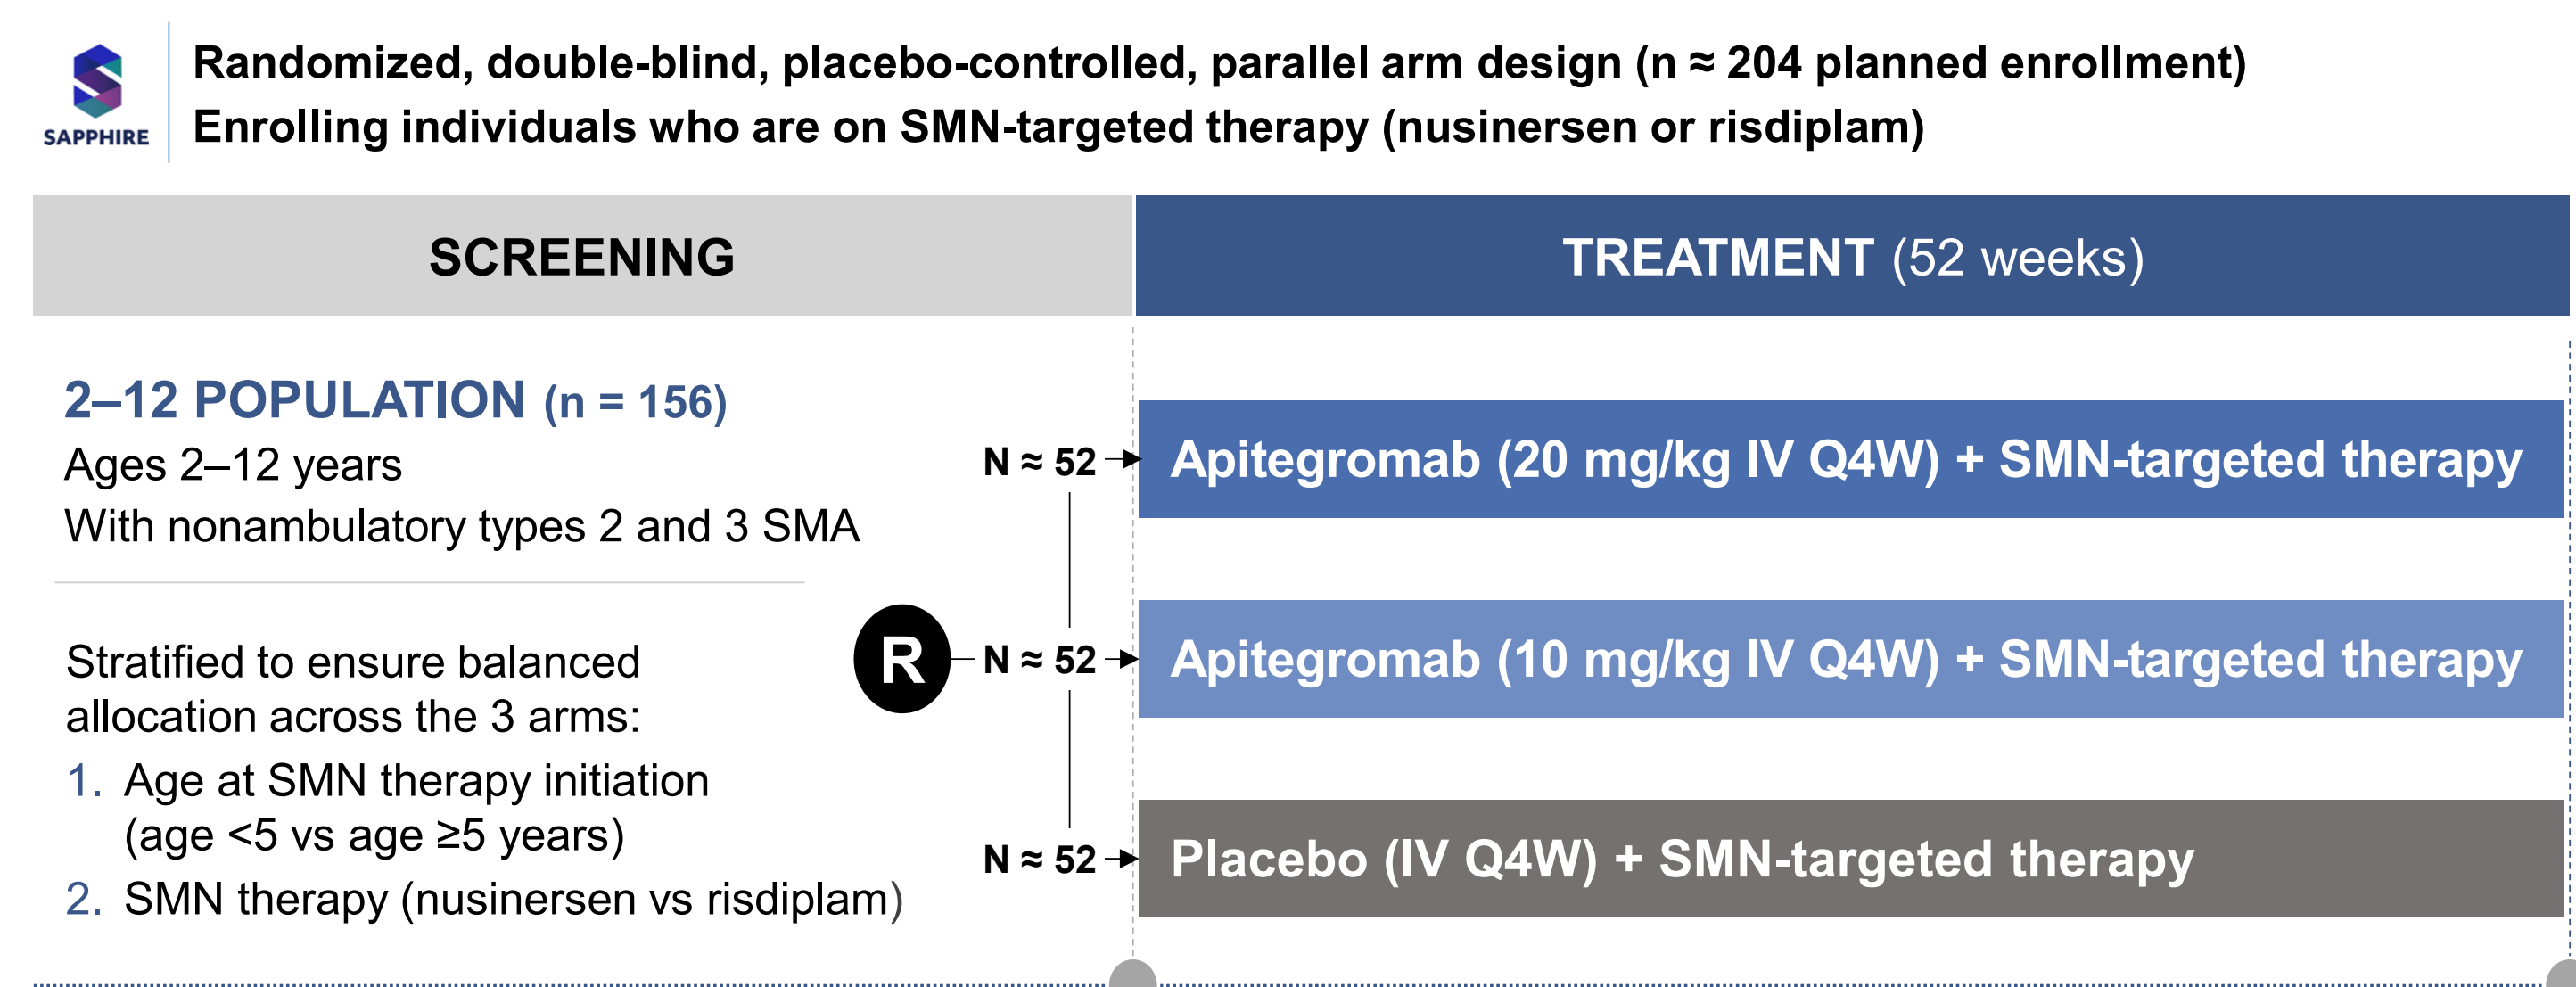 SAPPHIRE
Randomized, double-blind, placebo-controlled, parallel arm design (n ≈ 204 planned enrollment)
Enrolling individuals who are on SMN-targeted therapy (nusinersen or risdiplam)
SCREENING
TREATMENT (52 weeks)
2–12 POPULATION (n = 156)
Ages 2–12 years
With nonambulatory types 2 and 3 SMA
Stratified to ensure balanced
allocation across the 3 arms:
1. Age at SMN therapy initiation
(age <5 vs age ≥5 years)
2. SMN therapy (nusinersen vs risdiplam)
R
N ≈ 52
Apitegromab (20 mg/kg IV Q4W) + SMN-targeted therapy
N ≈ 52
Apitegromab (10 mg/kg IV Q4W) + SMN-targeted therapy
N ≈ 52
Placebo (IV Q4W) + SMN-targeted therapy